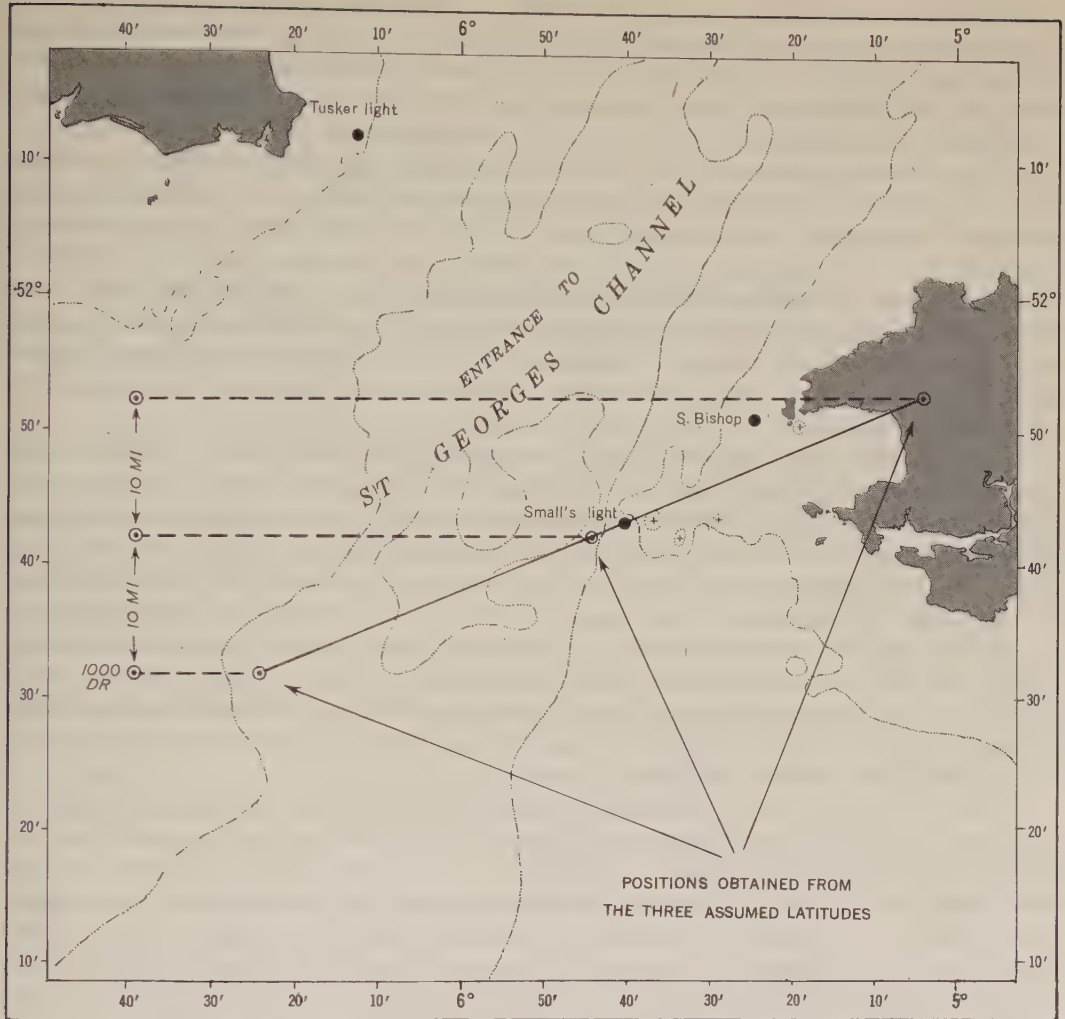 40′ 30′ 20′ 10′ 6° 50′ 40′ 30′ 20′ 10′ 5°
Tusker light
10′ 10′
52° 52°
ENTRANCE TO
ST GEORGES CHANNEL
50′ 50′
S. Bishop
10 MI
Small's light
40′ 40′
10 MI
1000
DR
30′ 30′
20′ 20′
POSITIONS OBTAINED FROM
THE THREE ASSUMED LATITUDES
10′ 10′
40′ 30′ 20′ 10′ 6° 50′ 40′ 30′ 20′ 10′ 5°